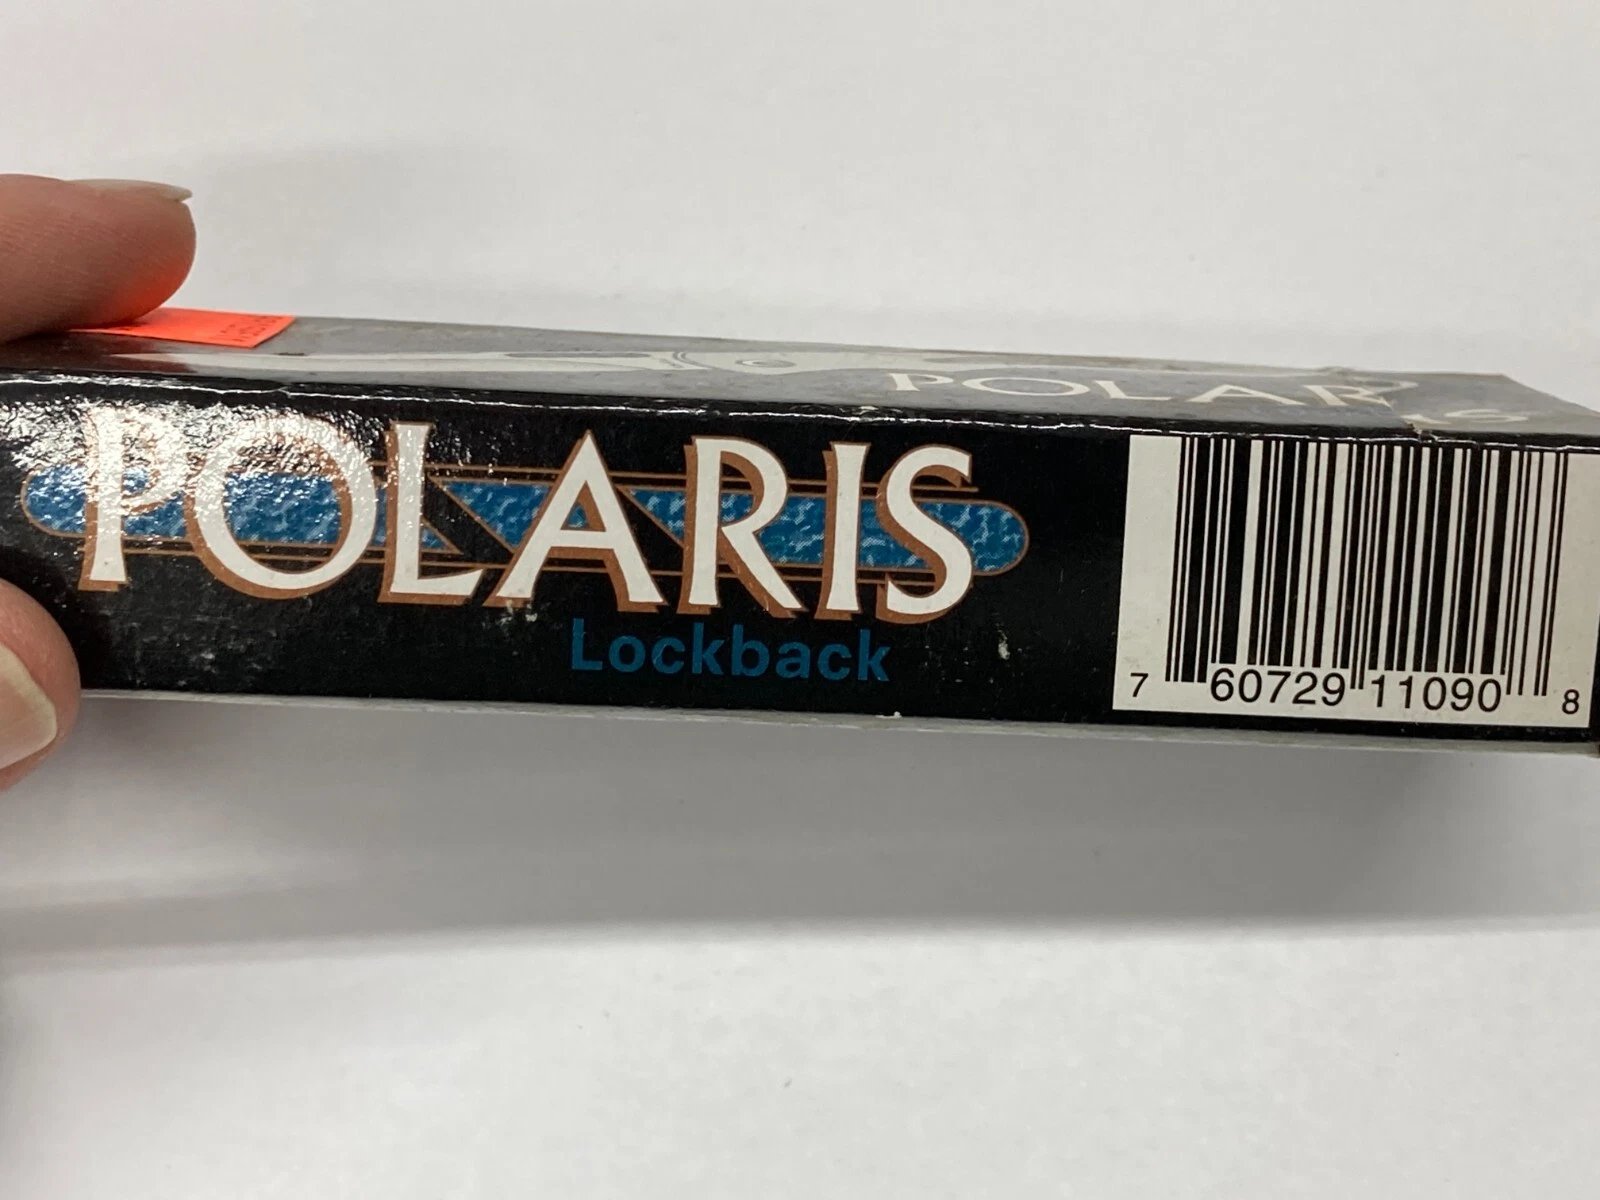 POLARIS
POLARIS
Lockback
7 60729 11090 8